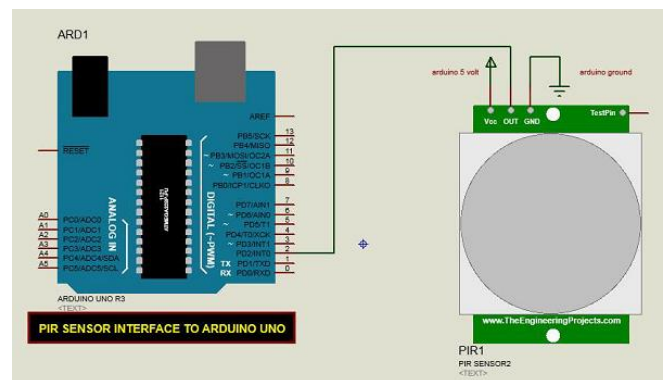 ARD1
arduino 5 volt
arduino ground
Vcc OUT GND
TestPin
AREF
RESET
13
PB5/SCK
12
PB4/MISO
11
~ PB3/MOSI/OC2A
10
~ PB2/SS/OC1B
9
~ PB1/OC1A
8
PB0/ICP1/CLKO
7
PD7/AIN1
6
~ PD6/AIN0
5
~ PD5/T1
4
PD4/T0/XCK
3
~ PD3/INT1
2
PD2/INT0
1
TX PD1/TXD
0
RX PD0/RXD
DIGITAL (~PWM)
ANALOG IN
A0
PC0/ADC0
A1
PC1/ADC1
A2
PC2/ADC2
A3
PC3/ADC3
A4
PC4/ADC4/SDA
A5
PC5/ADC5/SCL
ARDUINO UNO R3
<TEXT>
PIR SENSOR INTERFACE TO ARDUINO UNO
www.TheEngineeringProjects.com
PIR1
PIR SENSOR2
<TEXT>